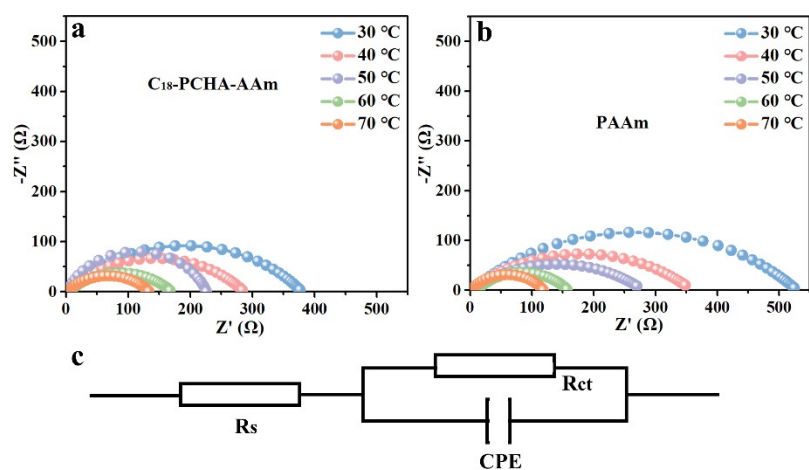 a
C₁₈-PCHA-AAm
30 °C
40 °C
50 °C
60 °C
70 °C
-Z'' (Ω)
500
400
300
200
100
0
0 100 200 300 400 500
Z' (Ω)
b
PAAm
30 °C
40 °C
50 °C
60 °C
70 °C
-Z'' (Ω)
500
400
300
200
100
0
0 100 200 300 400 500
Z' (Ω)
c
Rs
Rct
CPE